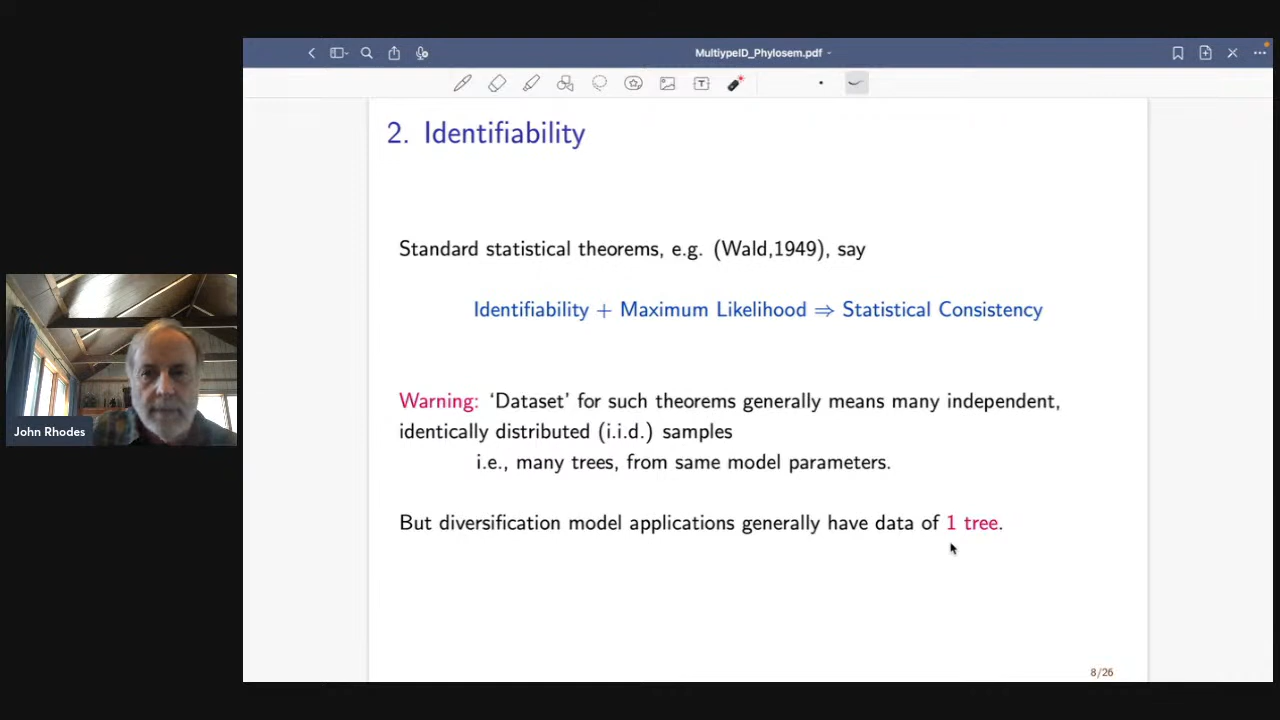 MultiypeID_Phylosem.pdf
2. Identifiability
Standard statistical theorems, e.g. (Wald,1949), say
Identifiability + Maximum Likelihood ⇒ Statistical Consistency
Warning: ‘Dataset’ for such theorems generally means many independent,
identically distributed (i.i.d.) samples
i.e., many trees, from same model parameters.
But diversification model applications generally have data of 1 tree.
8/26
John Rhodes